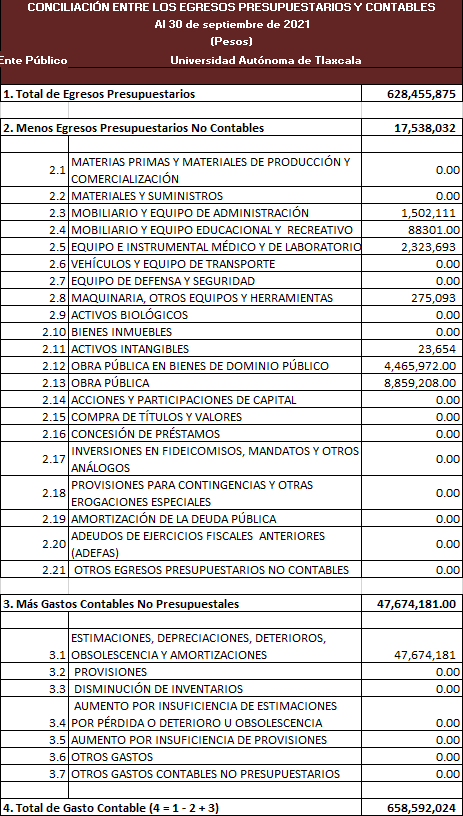 CONCILIACIÓN ENTRE LOS EGRESOS PRESUPUESTARIOS Y CONTABLES
Al 30 de septiembre de 2021
(Pesos)
Ente Público Universidad Autónoma de Tlaxcala
1. Total de Egresos Presupuestarios 628,455,875
2. Menos Egresos Presupuestarios No Contables 17,538,032
2.1 MATERIAS PRIMAS Y MATERIALES DE PRODUCCIÓN Y
COMERCIALIZACIÓN 0.00
2.2 MATERIALES Y SUMINISTROS 0.00
2.3 MOBILIARIO Y EQUIPO DE ADMINISTRACIÓN 1,502,111
2.4 MOBILIARIO Y EQUIPO EDUCACIONAL Y RECREATIVO 88301.00
2.5 EQUIPO E INSTRUMENTAL MÉDICO Y DE LABORATORIO 2,323,693
2.6 VEHÍCULOS Y EQUIPO DE TRANSPORTE 0.00
2.7 EQUIPO DE DEFENSA Y SEGURIDAD 0.00
2.8 MAQUINARIA, OTROS EQUIPOS Y HERRAMIENTAS 275,093
2.9 ACTIVOS BIOLÓGICOS 0.00
2.10 BIENES INMUEBLES 0.00
2.11 ACTIVOS INTANGIBLES 23,654
2.12 OBRA PÚBLICA EN BIENES DE DOMINIO PÚBLICO 4,465,972.00
2.13 OBRA PÚBLICA 8,859,208.00
2.14 ACCIONES Y PARTICIPACIONES DE CAPITAL 0.00
2.15 COMPRA DE TÍTULOS Y VALORES 0.00
2.16 CONCESIÓN DE PRÉSTAMOS 0.00
2.17 INVERSIONES EN FIDEICOMISOS, MANDATOS Y OTROS
ANÁLOGOS 0.00
2.18 PROVISIONES PARA CONTINGENCIAS Y OTRAS
EROGACIONES ESPECIALES 0.00
2.19 AMORTIZACIÓN DE LA DEUDA PÚBLICA 0.00
2.20 ADEUDOS DE EJERCICIOS FISCALES ANTERIORES
(ADEFAS) 0.00
2.21 OTROS EGRESOS PRESUPUESTARIOS NO CONTABLES 0.00
3. Más Gastos Contables No Presupuestales 47,674,181.00
ESTIMACIONES, DEPRECIACIONES, DETERIOROS,
3.1 OBSOLESCENCIA Y AMORTIZACIONES 47,674,181
3.2 PROVISIONES 0.00
3.3 DISMINUCIÓN DE INVENTARIOS 0.00
AUMENTO POR INSUFICIENCIA DE ESTIMACIONES
3.4 POR PÉRDIDA O DETERIORO U OBSOLESCENCIA 0.00
3.5 AUMENTO POR INSUFICIENCIA DE PROVISIONES 0.00
3.6 OTROS GASTOS 0.00
3.7 OTROS GASTOS CONTABLES NO PRESUPUESTARIOS 0.00
4. Total de Gasto Contable (4 = 1 - 2 + 3) 658,592,024